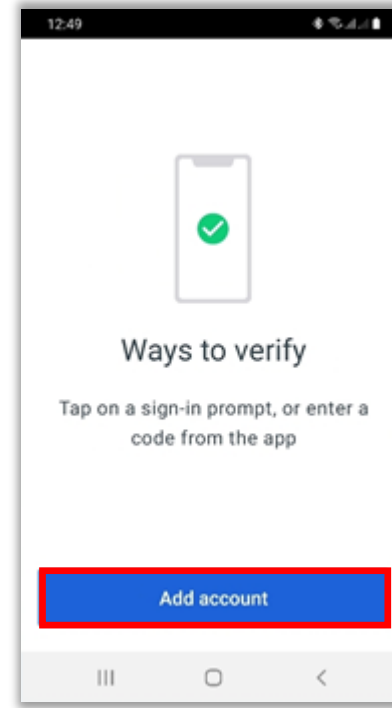 12:49
Ways to verify
Tap on a sign-in prompt, or enter a
code from the app
Add account